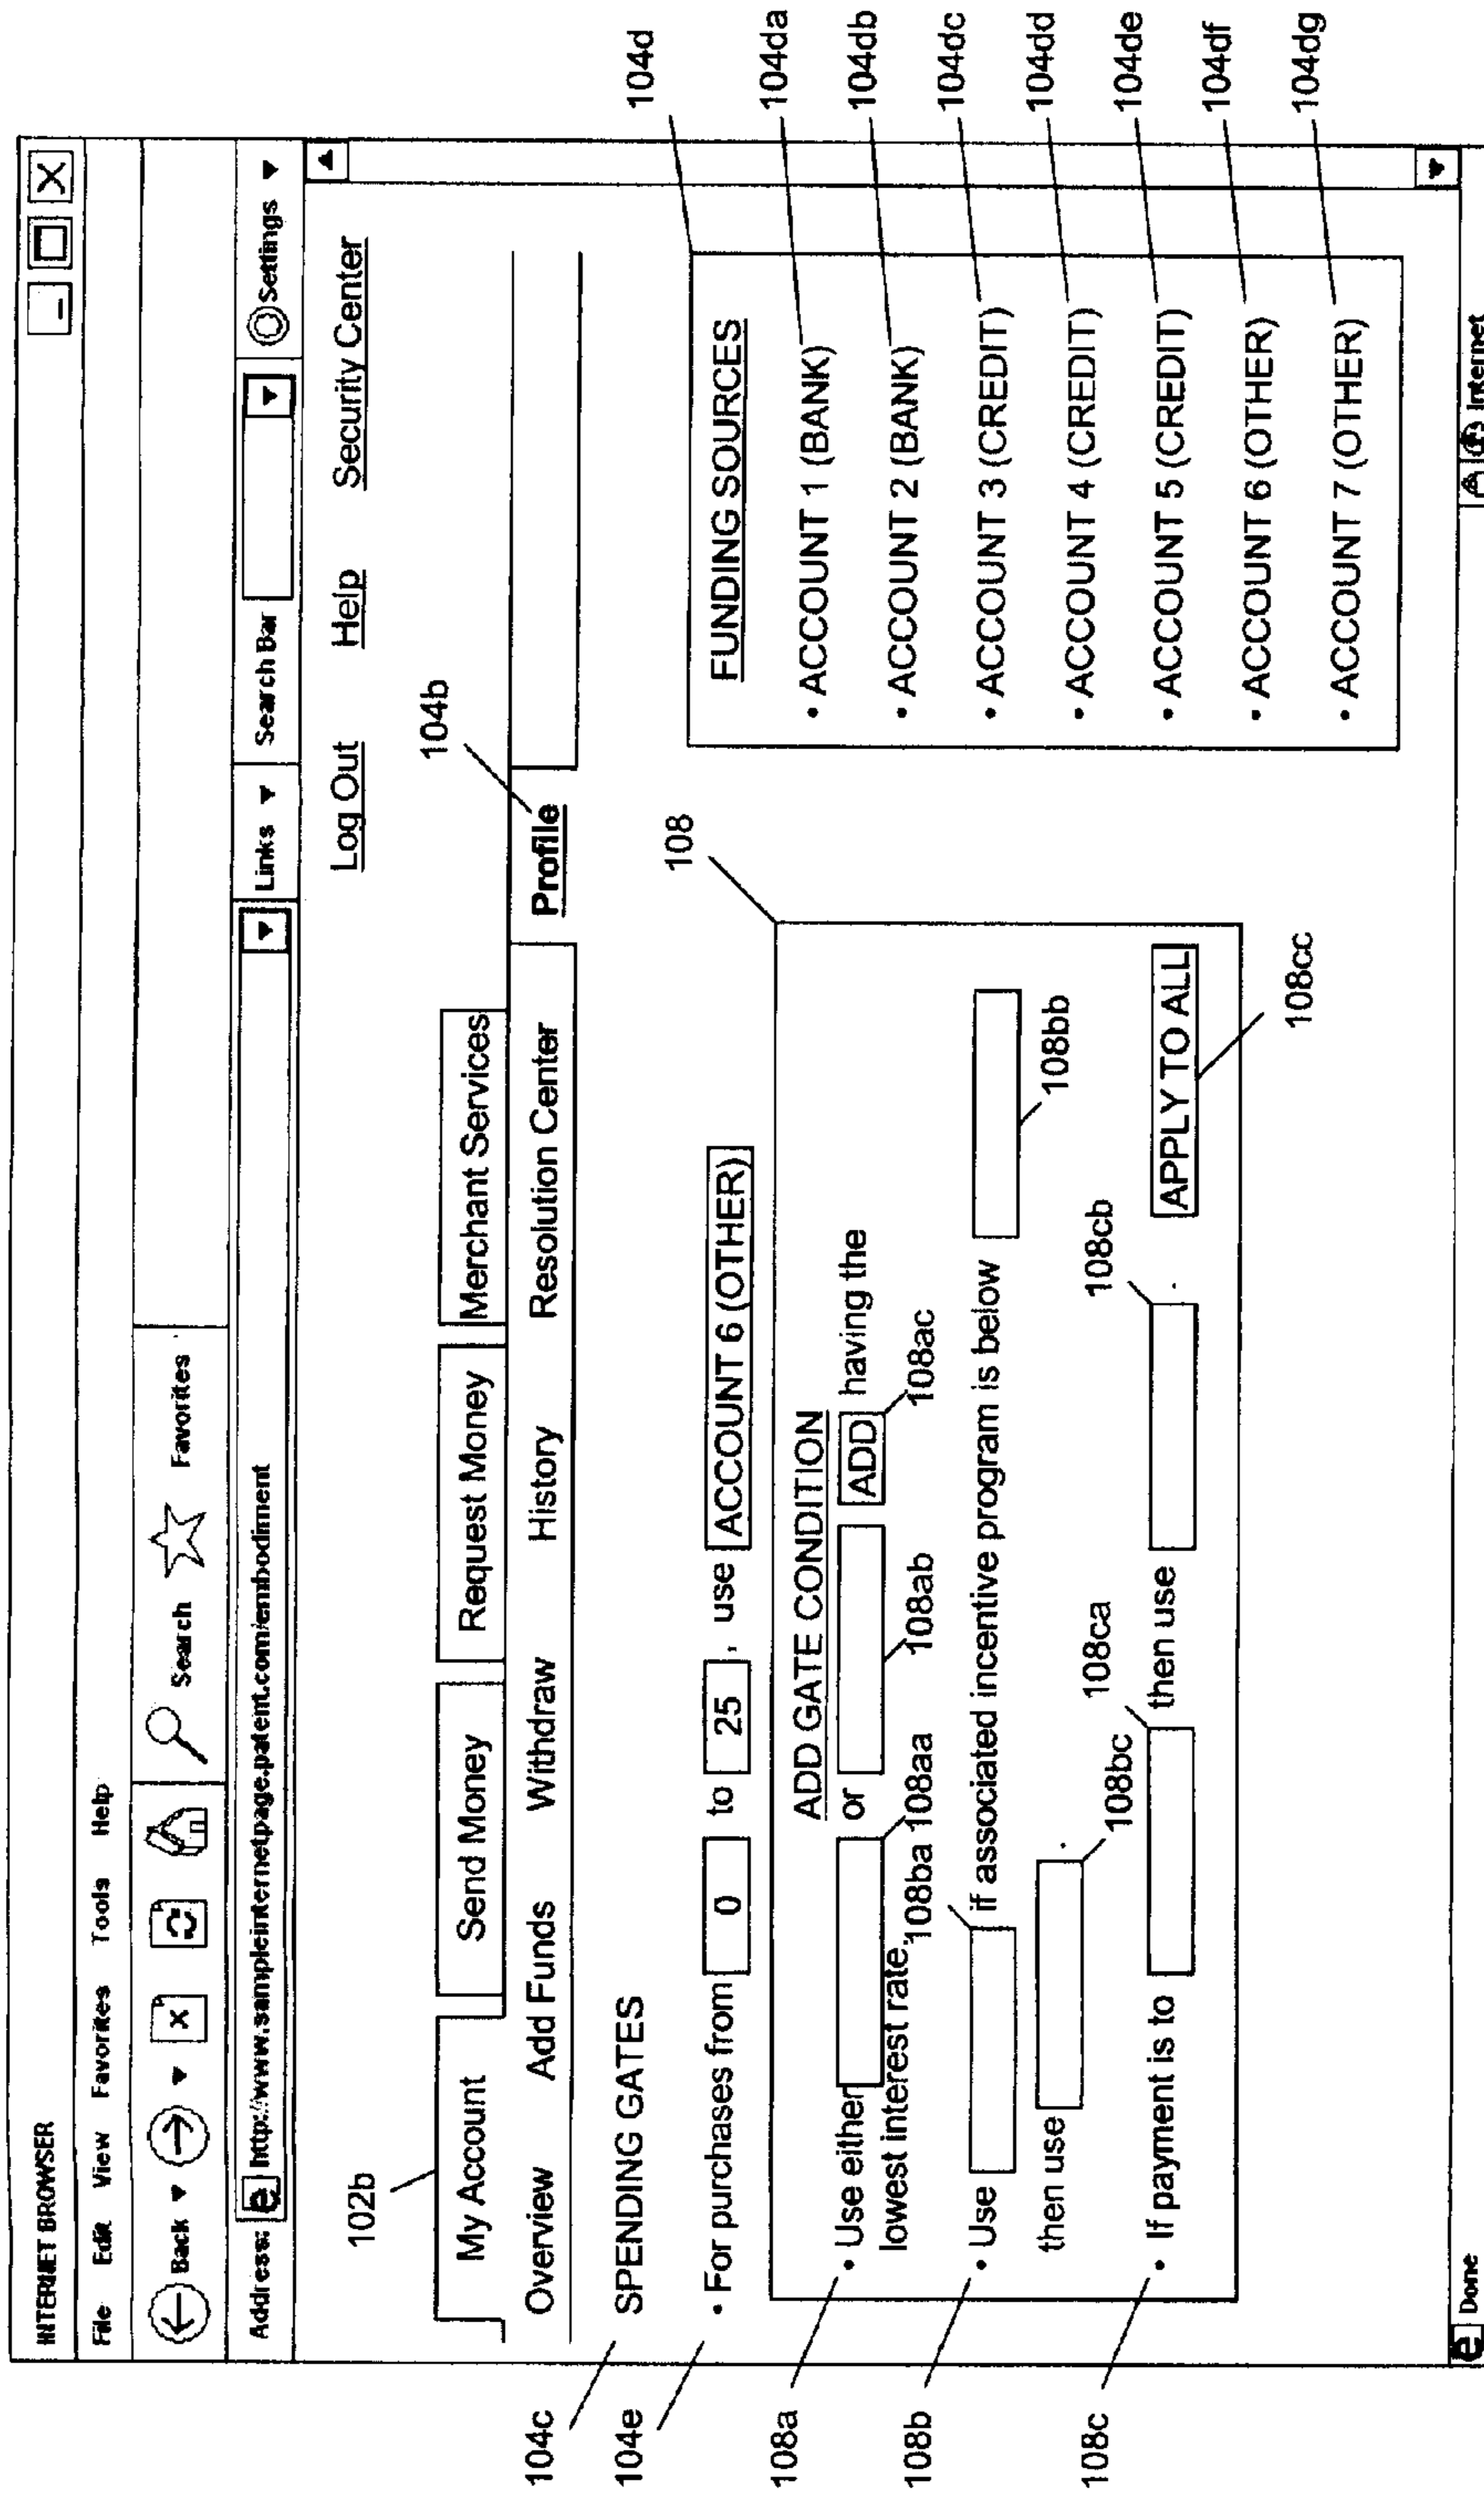 INTERNET BROWSER
File Edit View Favorites Tools Help
Back Search Favorites
Address: http://www.sampleinternetpage.patent.com/embodiment Links Search Bar Settings
Log Out Help Security Center
102b
My Account Send Money Request Money Merchant Services
104b
Overview Add Funds Withdraw History Resolution Center Profile
104c
SPENDING GATES
104e
• For purchases from 0 to 25, use ACCOUNT 6 (OTHER)
108
ADD GATE CONDITION
108a
• Use either or ADD having the
lowest interest rate.
108aa 108ab 108ac
108b
108ba
• Use if associated incentive program is below
108bb
then use .
108bc
108c
108ca 108cb
• If payment is to then use .
APPLY TO ALL
108cc
104d
FUNDING SOURCES
• ACCOUNT 1 (BANK) 104da
• ACCOUNT 2 (BANK) 104db
• ACCOUNT 3 (CREDIT) 104dc
• ACCOUNT 4 (CREDIT) 104dd
• ACCOUNT 5 (CREDIT) 104de
• ACCOUNT 6 (OTHER) 104df
• ACCOUNT 7 (OTHER) 104dg
Done Internet